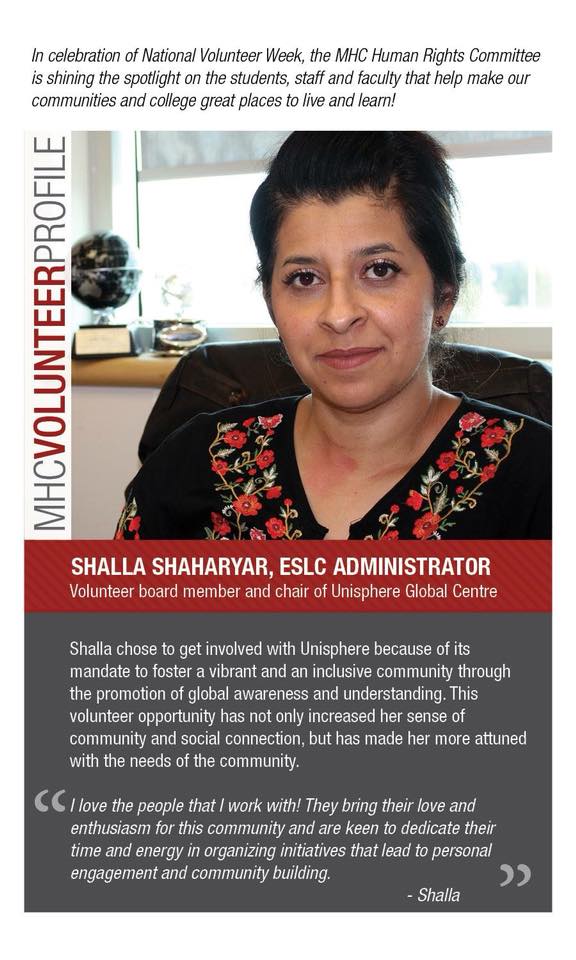 In celebration of National Volunteer Week, the MHC Human Rights Committee
is shining the spotlight on the students, staff and faculty that help make our
communities and college great places to live and learn!
MHCVOLUNTEERPROFILE
SHALLA SHAHARYAR, ESLC ADMINISTRATOR
Volunteer board member and chair of Unisphere Global Centre
Shalla chose to get involved with Unisphere because of its
mandate to foster a vibrant and an inclusive community through
the promotion of global awareness and understanding. This
volunteer opportunity has not only increased her sense of
community and social connection, but has made her more attuned
with the needs of the community.
“ I love the people that I work with! They bring their love and
enthusiasm for this community and are keen to dedicate their
time and energy in organizing initiatives that lead to personal
engagement and community building. ”
- Shalla